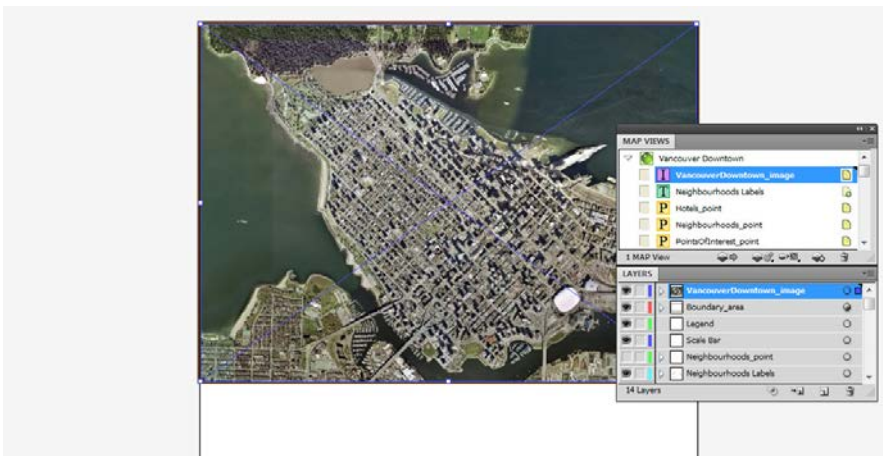 MAP VIEWS
Vancouver Downtown
I VancouverDowntown_image
T Neighbourhoods Labels
P Hotels_point
P Neighbourhoods_point
P PointsOfInterest_point
1 MAP View
LAYERS
VancouverDowntown_image
Boundary_area
Legend
Scale Bar
Neighbourhoods_point
Neighbourhoods Labels
14 Layers